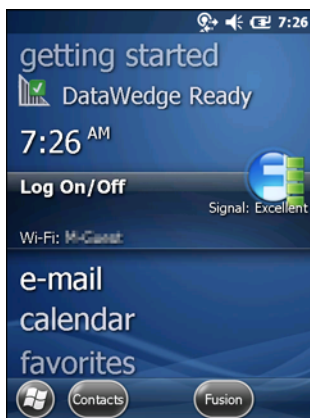 7:26
getting started
DataWedge Ready
7:26 AM
Log On/Off
Signal: Excellent
Wi-Fi:
e-mail
calendar
favorites
Contacts Fusion